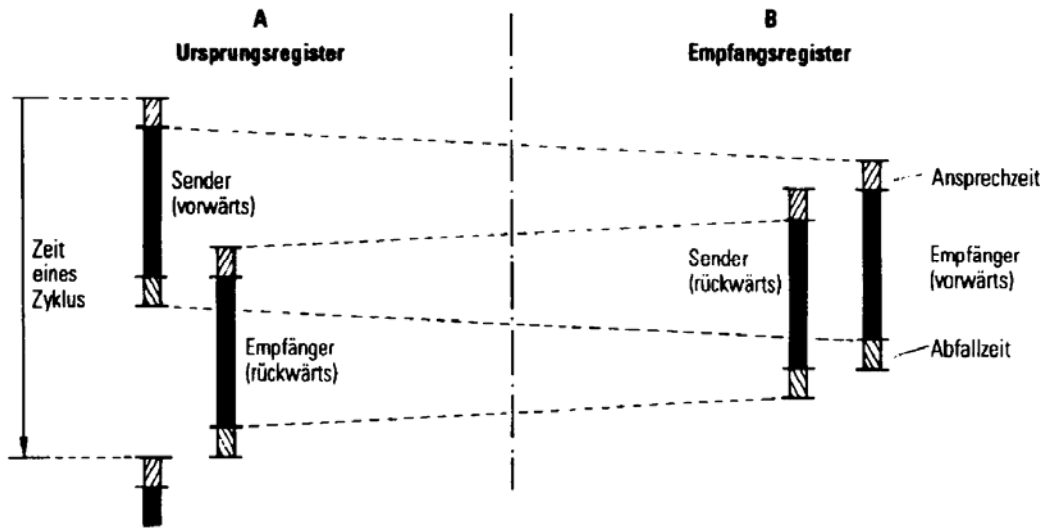 A
Ursprungsregister
B
Empfangsregister
Sender
(vorwärts)
Ansprechzeit
Zeit
eines
Zyklus
Sender
(rückwärts)
Empfänger
(vorwärts)
Empfänger
(rückwärts)
Abfallzeit